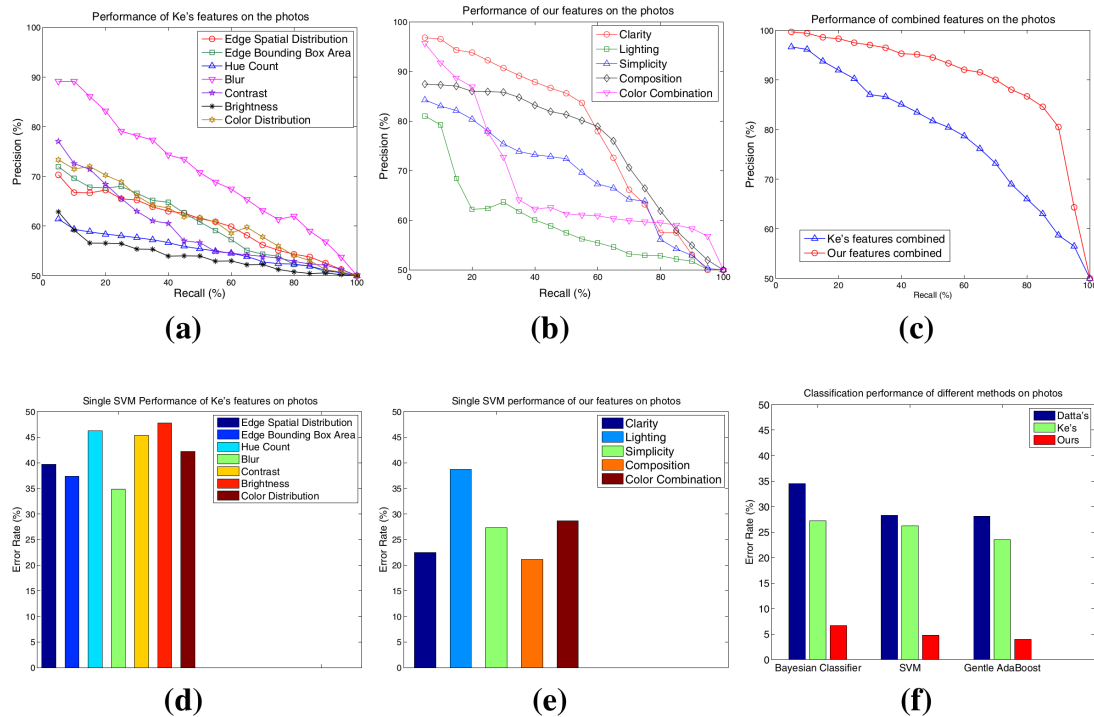 Performance of Ke's features on the photos
Precision (%)
100
90
80
70
60
50
0
20
40
60
80
100
Recall (%)
Edge Spatial Distribution
Edge Bounding Box Area
Hue Count
Blur
Contrast
Brightness
Color Distribution
(a)
Performance of our features on the photos
Precision (%)
100
90
80
70
60
50
0
20
40
60
80
100
Recall (%)
Clarity
Lighting
Simplicity
Composition
Color Combination
(b)
Performance of combined features on the photos
Precision (%)
100
90
80
70
60
50
0
20
40
60
80
100
Recall (%)
Ke's features combined
Our features combined
(c)
Single SVM Performance of Ke's features on photos
Error Rate (%)
50
45
40
35
30
25
20
15
10
5
0
Edge Spatial Distribution
Edge Bounding Box Area
Hue Count
Blur
Contrast
Brightness
Color Distribution
(d)
Single SVM performance of our features on photos
Error Rate (%)
50
45
40
35
30
25
20
15
10
5
0
Clarity
Lighting
Simplicity
Composition
Color Combination
(e)
Classification performance of different methods on photos
Error Rate (%)
50
45
40
35
30
25
20
15
10
5
0
Datta's
Ke's
Ours
Bayesian Classifier
SVM
Gentle AdaBoost
(f)